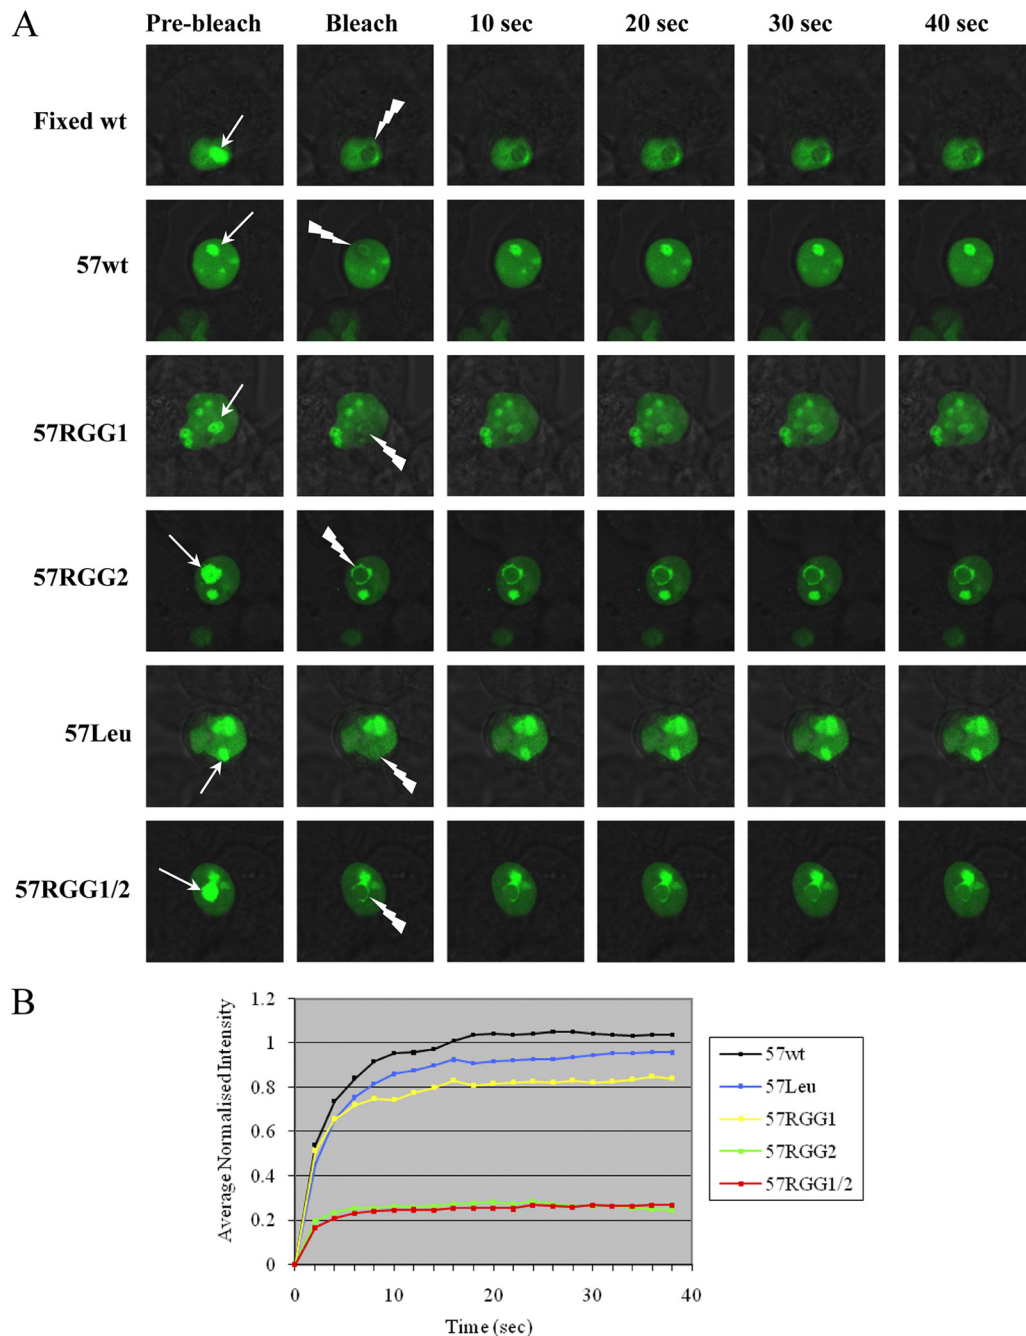 A
Pre-bleach Bleach 10 sec 20 sec 30 sec 40 sec
Fixed wt
57wt
57RGG1
57RGG2
57Leu
57RGG1/2
B
Average Normalised Intensity
1.2
1
0.8
0.6
0.4
0.2
0
0 10 20 30 40
Time (sec)
57wt
57Leu
57RGG1
57RGG2
57RGG1/2